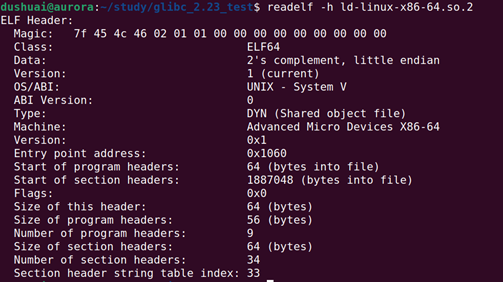 dushuai@aurora:~/study/glibc_2.23_test$ readelf -h ld-linux-x86-64.so.2
ELF Header:
  Magic:   7f 45 4c 46 02 01 01 00 00 00 00 00 00 00 00 00
  Class:                             ELF64
  Data:                              2's complement, little endian
  Version:                           1 (current)
  OS/ABI:                            UNIX - System V
  ABI Version:                       0
  Type:                              DYN (Shared object file)
  Machine:                           Advanced Micro Devices X86-64
  Version:                           0x1
  Entry point address:               0x1060
  Start of program headers:          64 (bytes into file)
  Start of section headers:          1887048 (bytes into file)
  Flags:                             0x0
  Size of this header:               64 (bytes)
  Size of program headers:           56 (bytes)
  Number of program headers:         9
  Size of section headers:           64 (bytes)
  Number of section headers:         34
  Section header string table index: 33